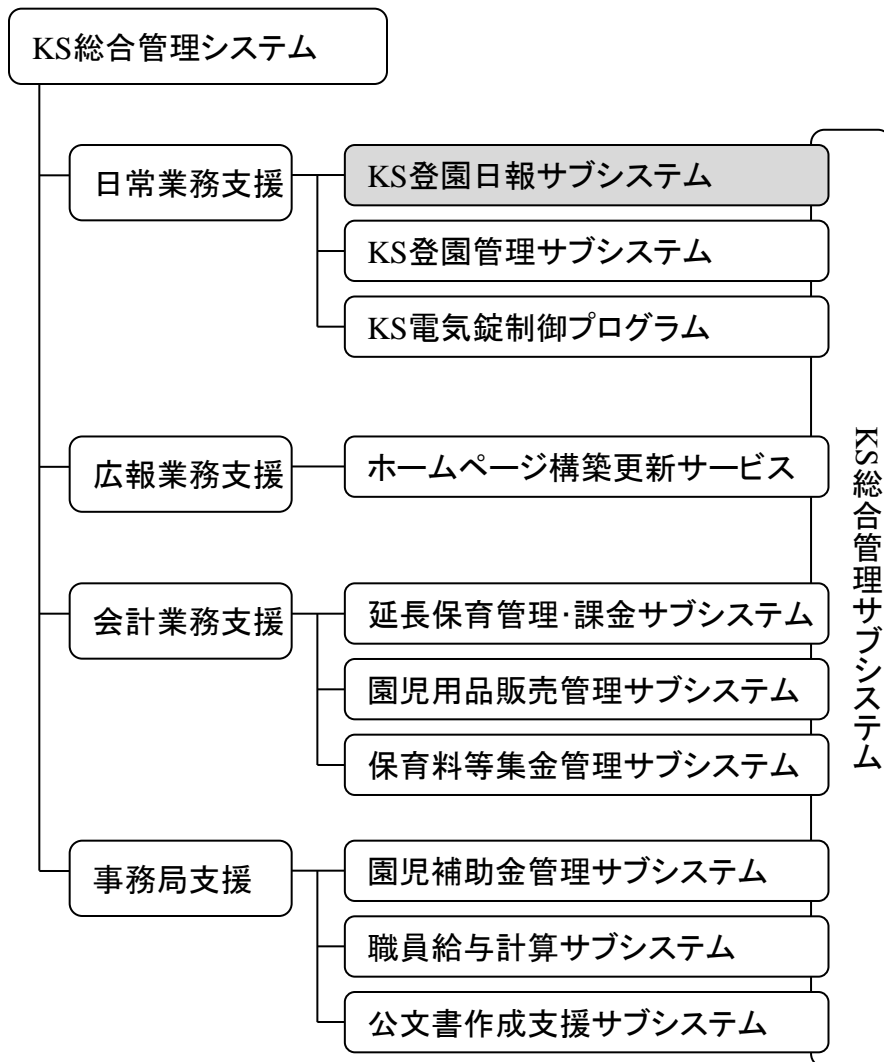 KS総合管理システム
日常業務支援
KS登園日報サブシステム
KS登園管理サブシステム
KS電気錠制御プログラム
広報業務支援
ホームページ構築更新サービス
会計業務支援
延長保育管理・課金サブシステム
園児用品販売管理サブシステム
保育料等集金管理サブシステム
事務局支援
園児補助金管理サブシステム
職員給与計算サブシステム
公文書作成支援サブシステム
KS総合管理サブシステム